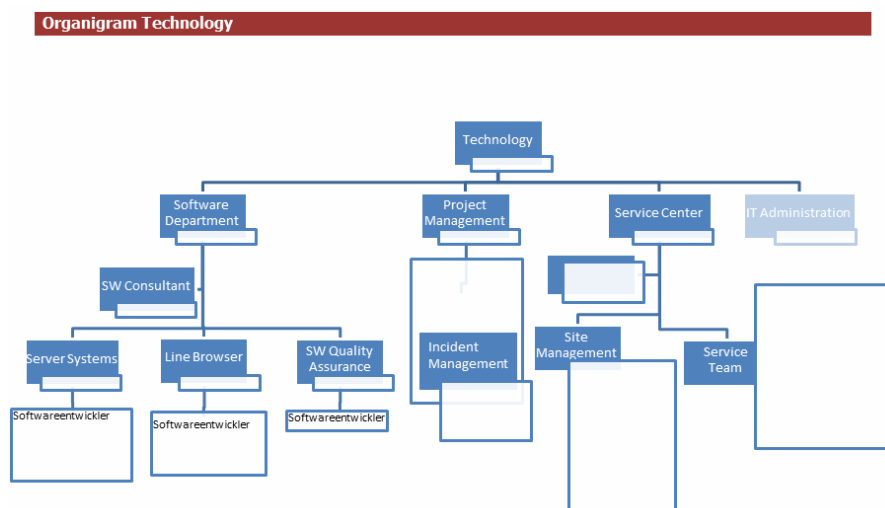 Organigram Technology
Technology
Software
Department
Project
Management
Service Center
IT Administration
SW Consultant
Server Systems
Line Browser
SW Quality
Assurance
Incident
Management
Site
Management
Service
Team
Softwareentwickler
Softwareentwickler
Softwareentwickler